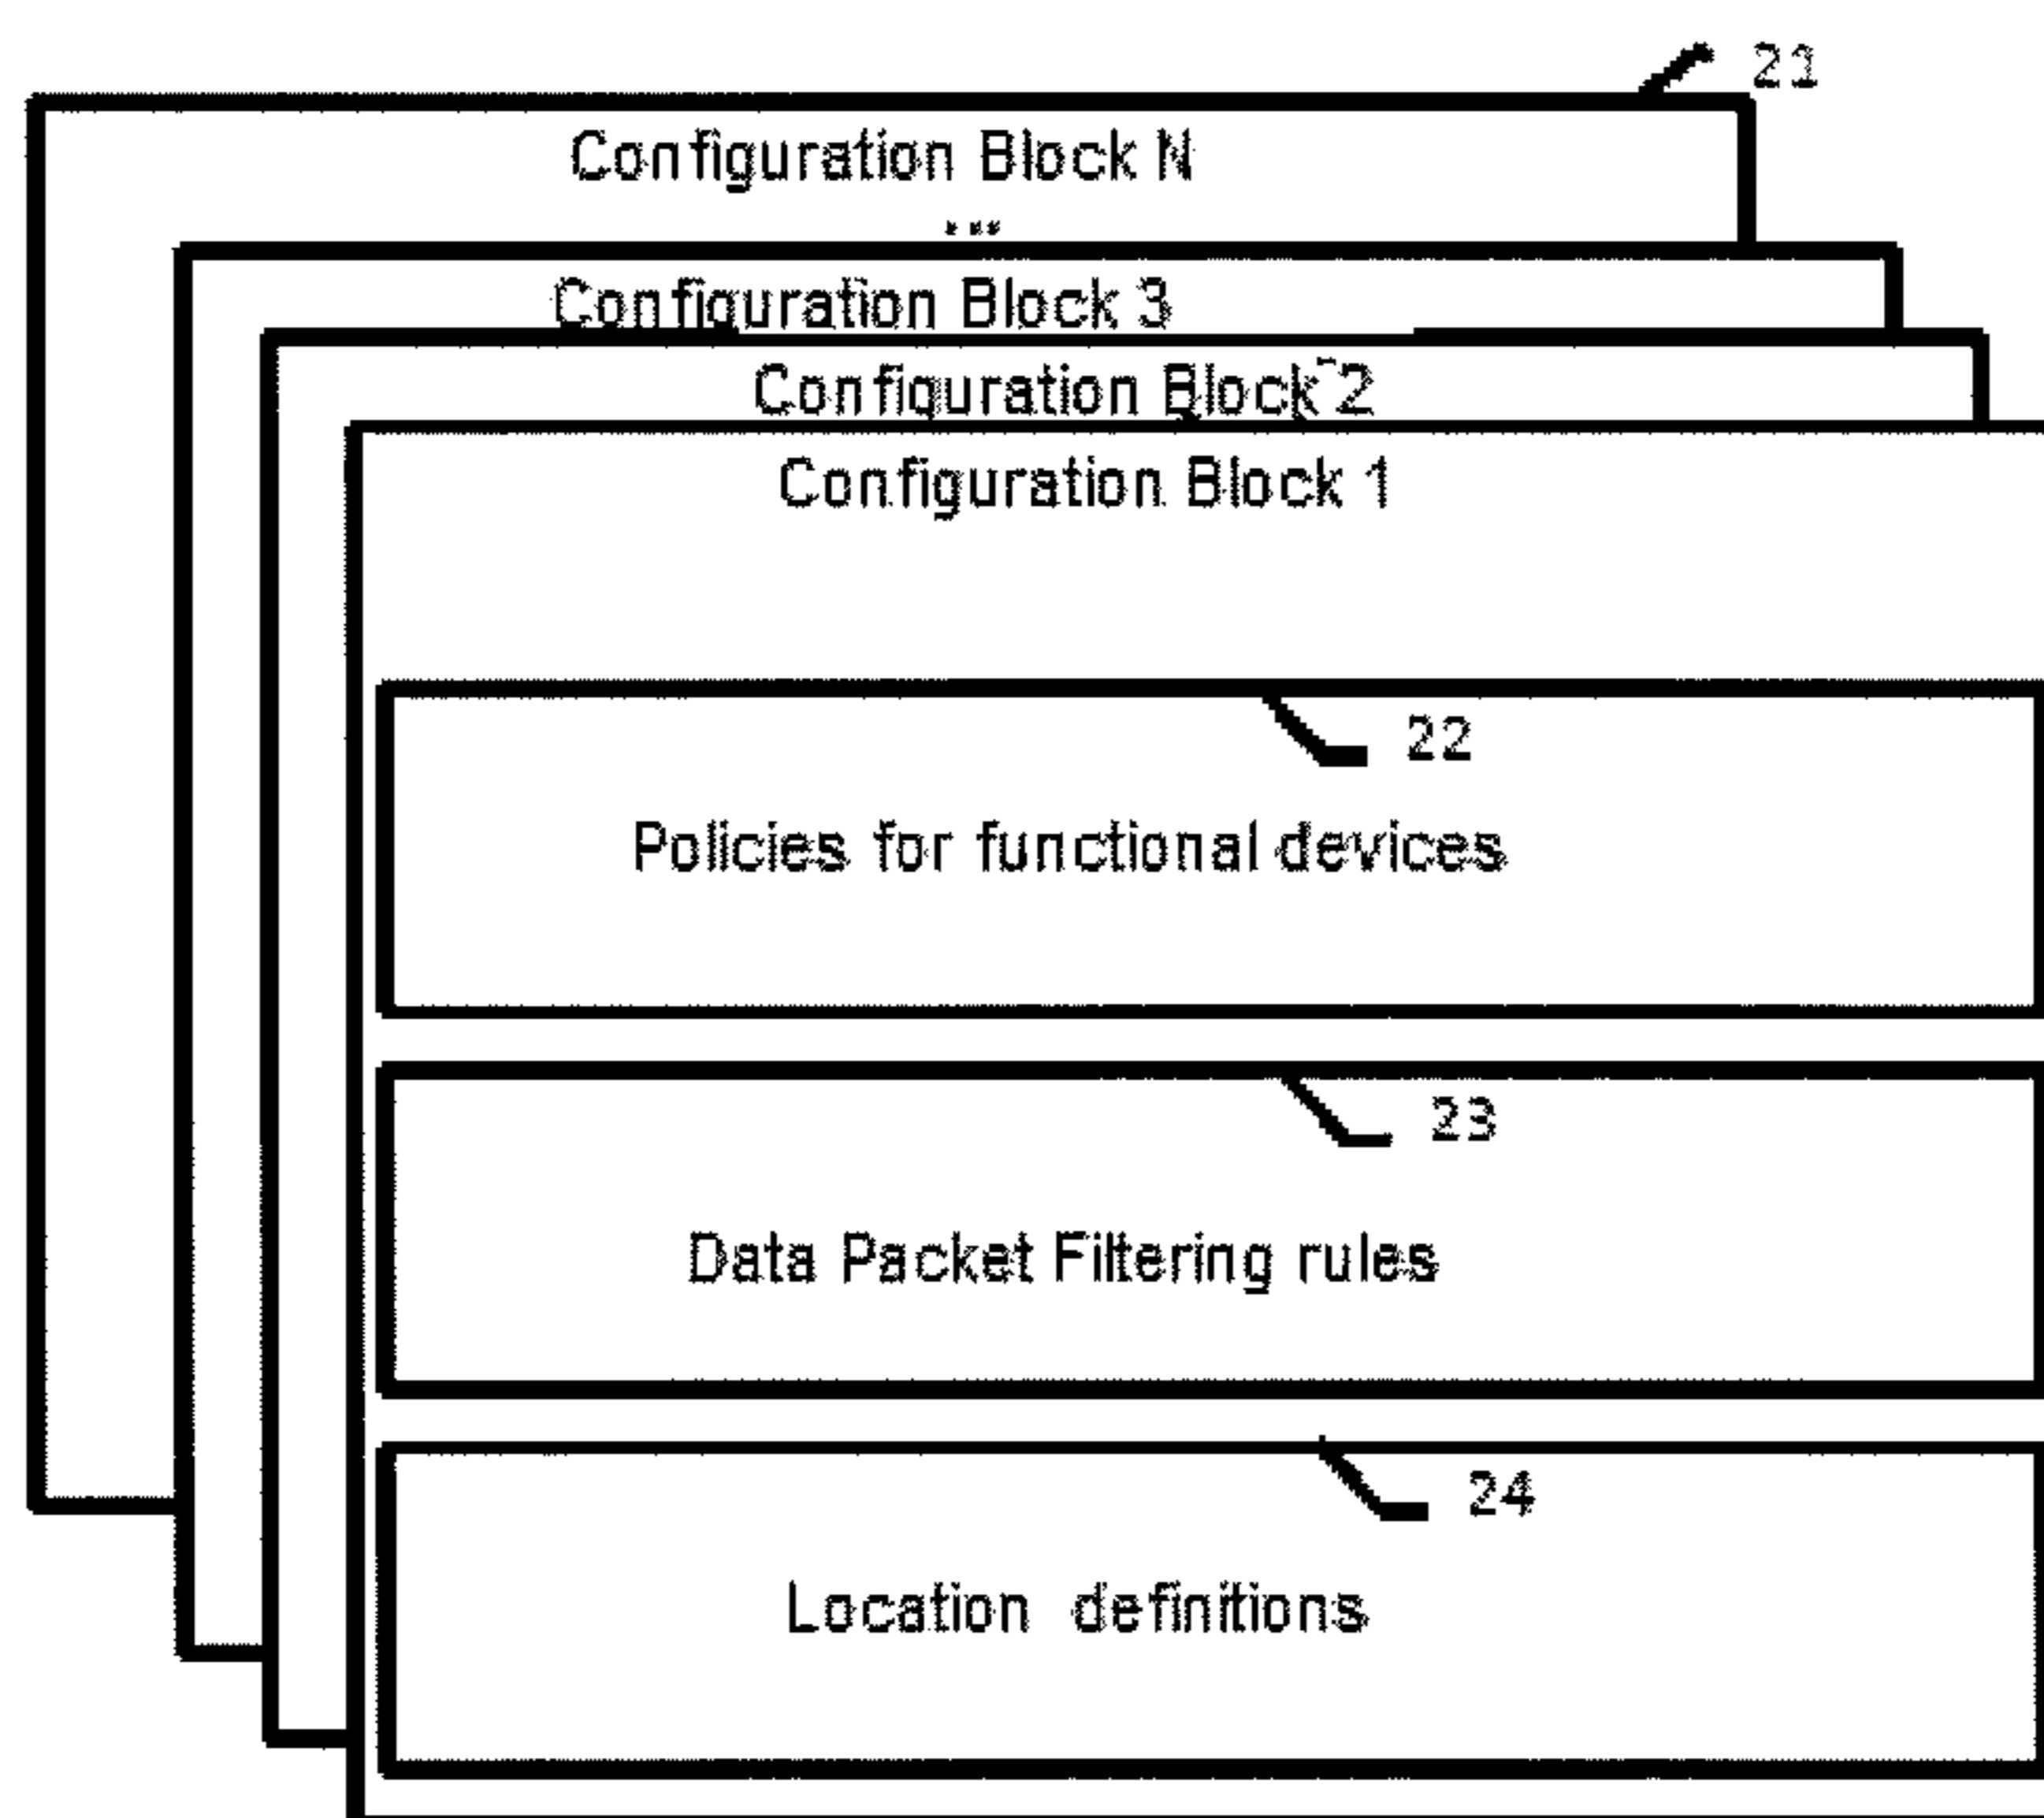 21
Configuration Block N
...
Configuration Block 3
Configuration Block 2
Configuration Block 1
22
Policies for functional devices
23
Data Packet Filtering rules
24
Location definitions